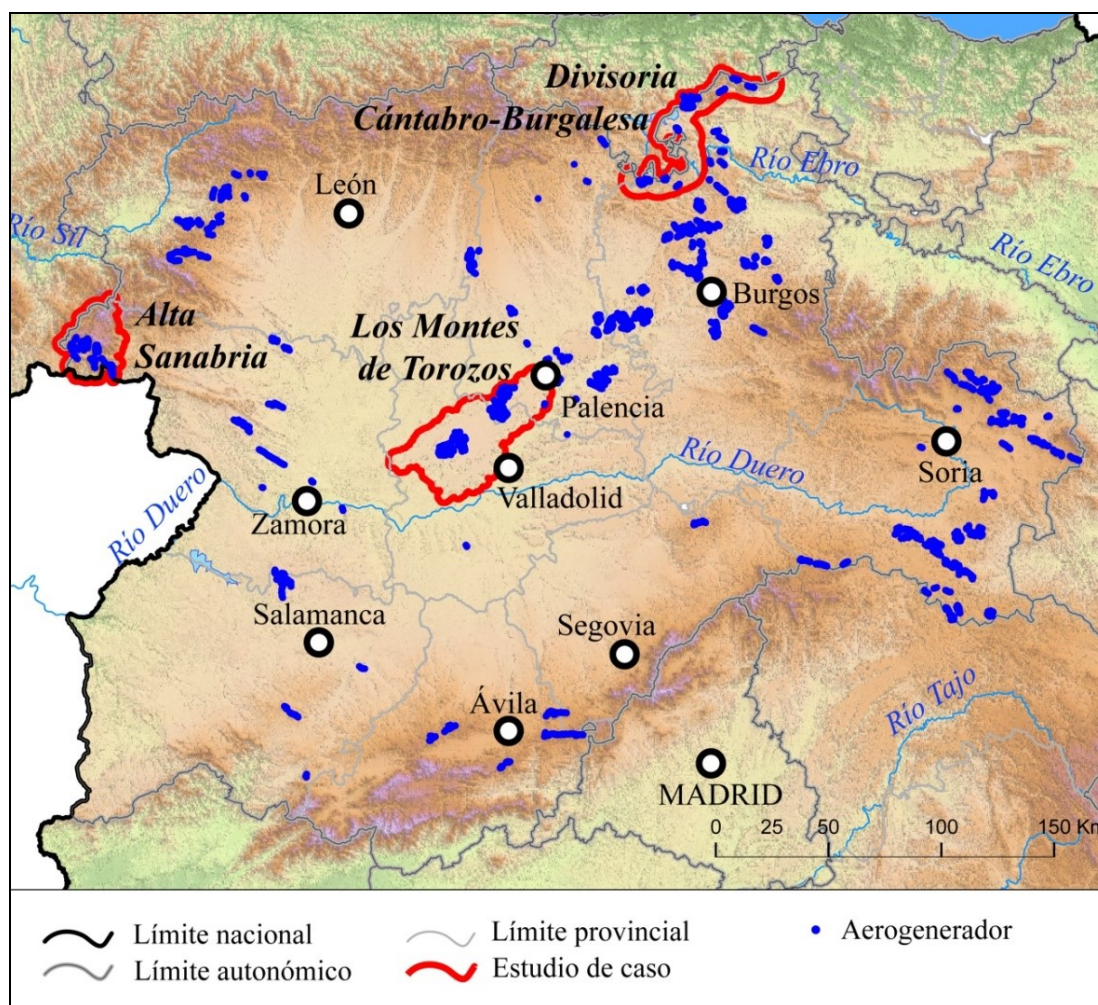 Divisoria
Cántabro-Burgalesa
Río Ebro
León
Río Sil
Río Ebro
Burgos
Alta
Sanabria
Los Montes
de Torozos
Palencia
Río Duero
Soria
Valladolid
Zamora
Río Duero
Salamanca
Segovia
Río Tajo
Ávila
MADRID
0 25 50 100 150 Km
Límite nacional
Límite provincial
Aerogenerador
Límite autonómico
Estudio de caso